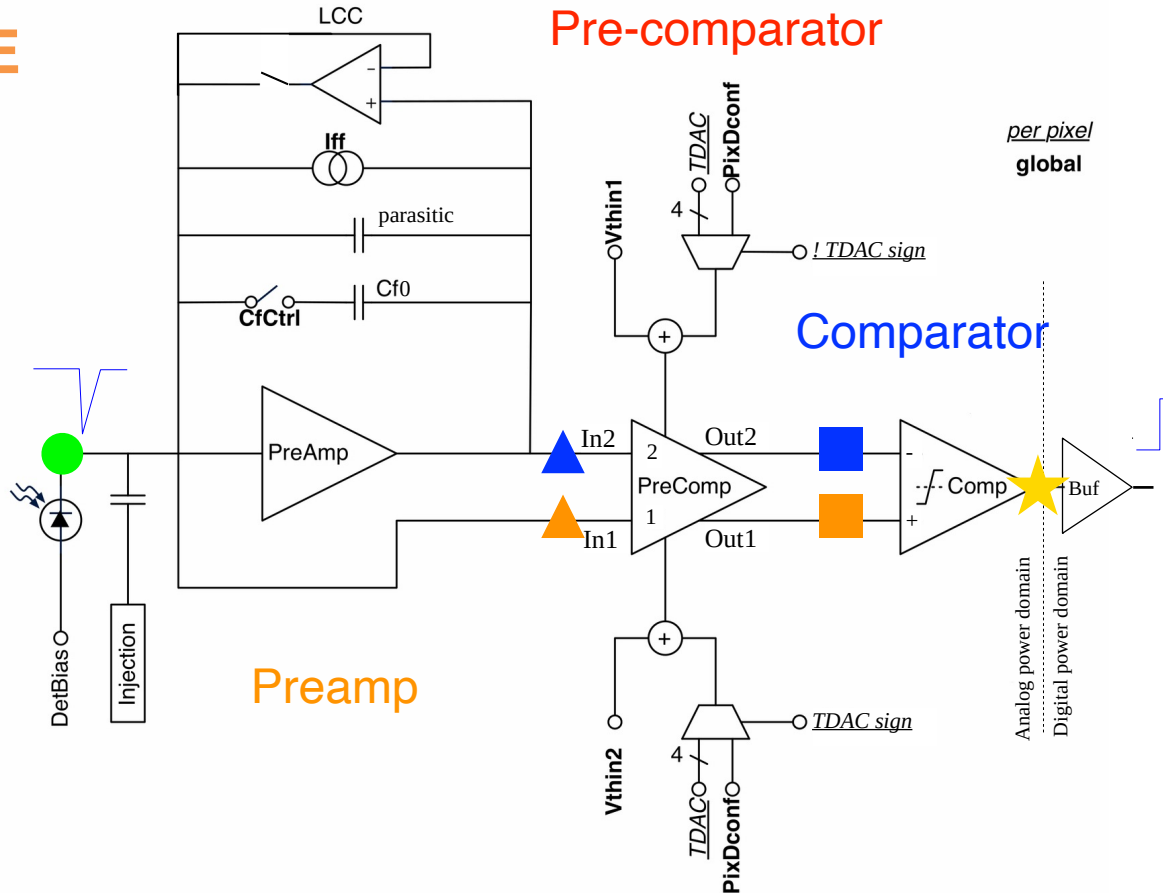 E
LCC
Pre-comparator
-
+
Iff
TDAC
PixDconf
per pixel
global
parasitic
4
Vthin1
! TDAC sign
Cf0
CfCtrl
+
Comparator
PreAmp
In2
2
Out2
-
PreComp
Comp
Buf
1
In1
Out1
+
DetBias
Injection
Preamp
+
Analog power domain
Digital power domain
TDAC sign
Vthin2
4
TDAC
PixDconf